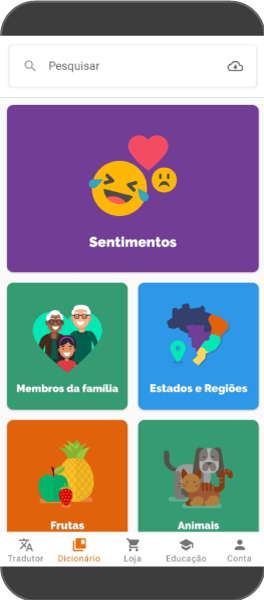 Pesquisar
Sentimentos
Membros da família
Estados e Regiões
Frutas
Animais
Tradutor
Dicionário
Loja
Educação
Conta